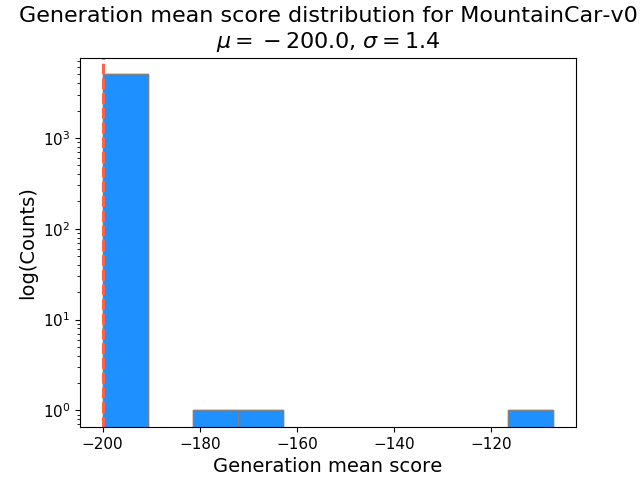 Generation mean score distribution for MountainCar-v0
μ = −200.0, σ = 1.4
log(Counts)
10³
10²
10¹
10⁰
−200
−180
−160
−140
−120
Generation mean score